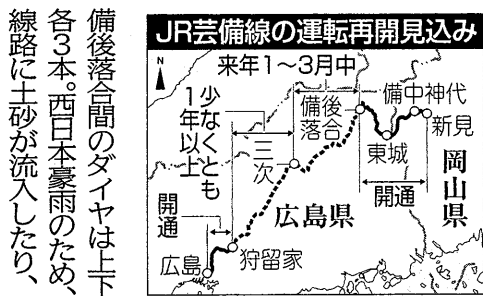 備後落合間のダイヤは上下
各3本。西日本豪雨のため、
線路に土砂が流入したり、
JR芸備線の運転再開見込み
N
来年1～3月中
少なくとも
1年以上
備後
落合
備中神代
新見
東城
三次
開通
岡山県
広島県
開通
狩留家
広島